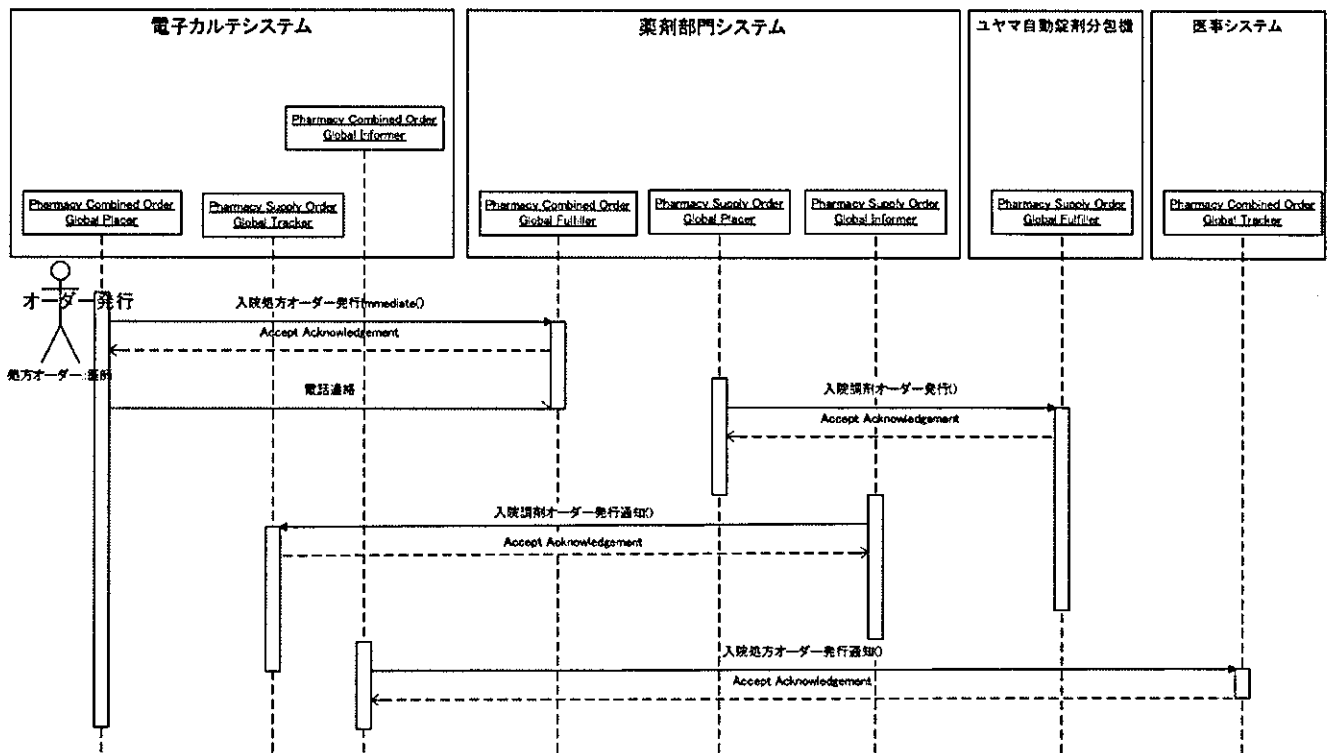 電子カルテシステム
薬剤部門システム
ユヤマ自動錠剤分包機
医事システム
Pharmacy Combined Order
Global Informer
Pharmacy Combined Order
Global Placer
Pharmacy Supply Order
Global Tracker
Pharmacy Combined Order
Global Fulfiller
Pharmacy Supply Order
Global Placer
Pharmacy Supply Order
Global Informer
Pharmacy Supply Order
Global Fulfiller
Pharmacy Combined Order
Global Tracker
オーダー発行
処方オーダー::医師
入院処方オーダー発行Immediate()
Accept Acknowledgement
電話連絡
入院調剤オーダー発行()
Accept Acknowledgement
入院調剤オーダー発行通知()
Accept Acknowledgement
入院処方オーダー発行通知()
Accept Acknowledgement